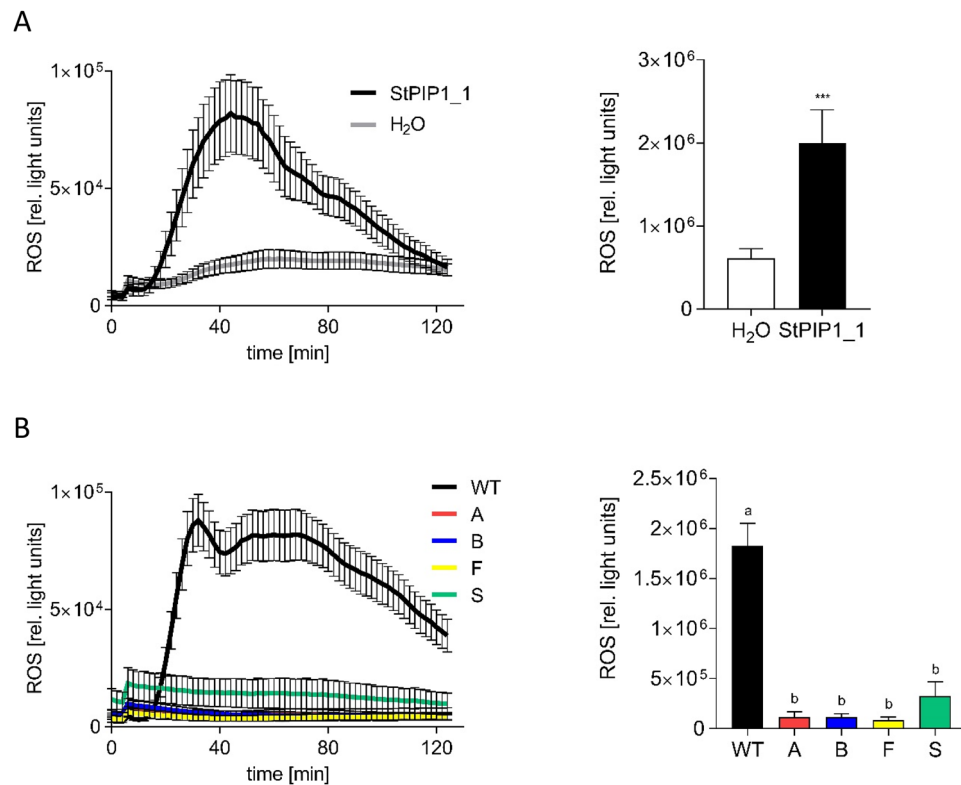 A
ROS [rel. light units]
1×10⁵
5×10⁴
0
0 40 80 120
time [min]
StPIP1_1
H₂O
ROS [rel. light units]
3×10⁶
2×10⁶
1×10⁶
0
***
H₂O StPIP1_1
B
ROS [rel. light units]
1×10⁵
5×10⁴
0
0 40 80 120
time [min]
WT
A
B
F
S
ROS [rel. light units]
2.5×10⁶
2×10⁶
1.5×10⁶
1×10⁶
5×10⁵
0
a
b b b b
WT A B F S